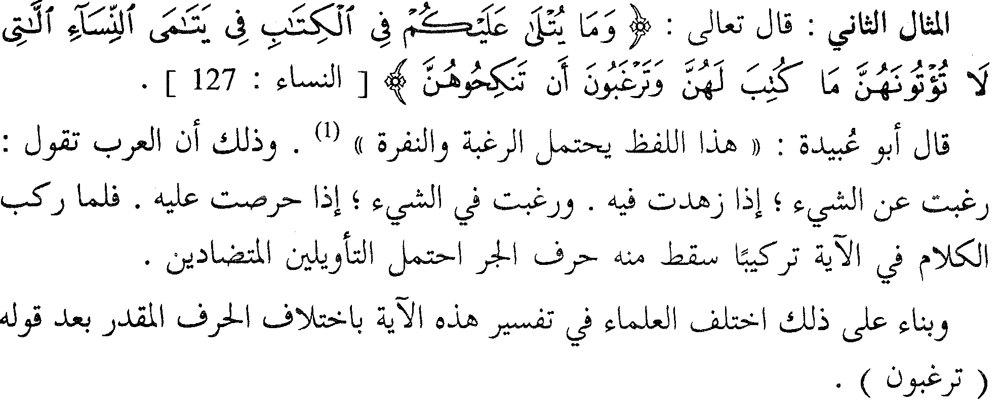 المثال الثاني : قال تعالى : ﴿ وَمَا يُتْلَىٰ عَلَيْكُمْ فِى ٱلْكِتَٰبِ فِى يَتَٰمَى ٱلنِّسَآءِ ٱلَّٰتِى
لَا تُؤْتُونَهُنَّ مَا كُتِبَ لَهُنَّ وَتَرْغَبُونَ أَن تَنكِحُوهُنَّ ﴾ [ النساء : 127 ] .
قال أبو عُبيدة : « هذا اللفظ يحتمل الرغبة والنفرة » (1) . وذلك أن العرب تقول :
رغبت عن الشيء ؛ إذا زهدت فيه . ورغبت في الشيء ؛ إذا حرصت عليه . فلما ركب
الكلام في الآية تركيبًا سقط منه حرف الجر احتمل التأويلين المتضادين .
وبناء على ذلك اختلف العلماء في تفسير هذه الآية باختلاف الحرف المقدر بعد قوله
( ترغبون ) .